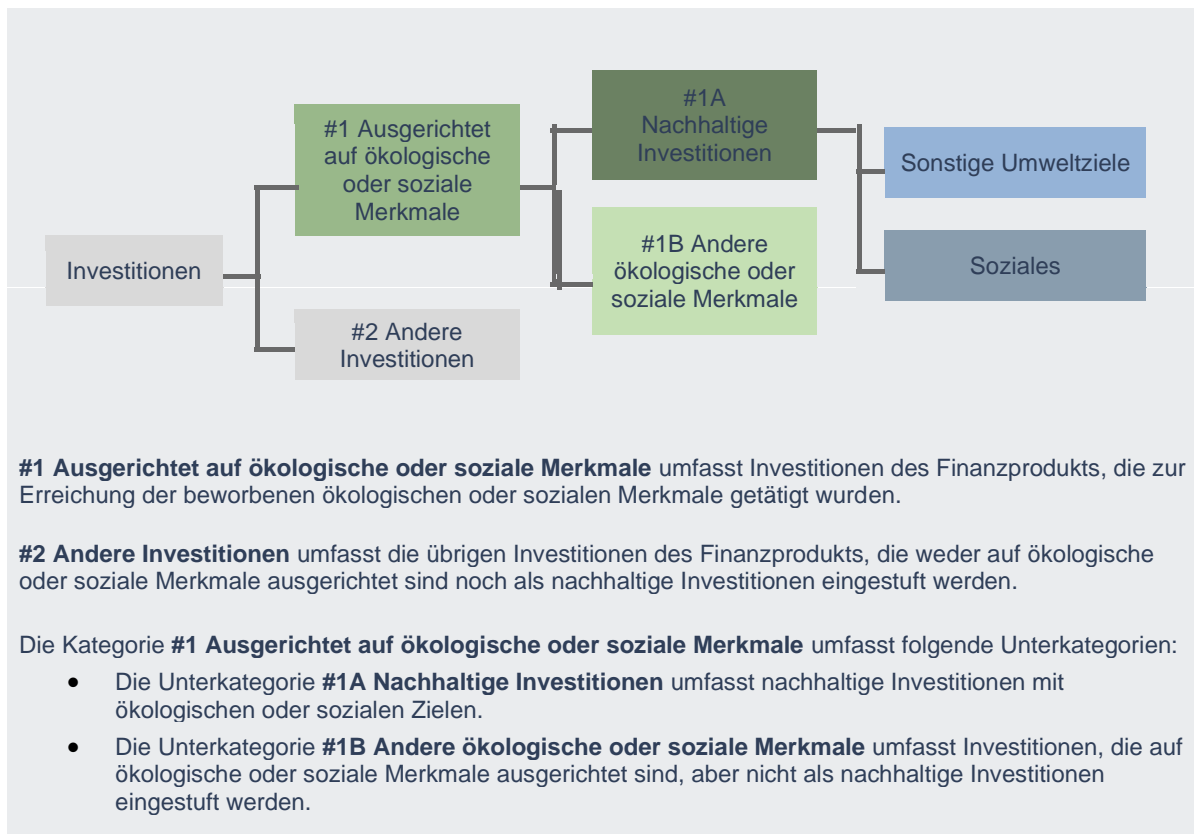 Investitionen
#1 Ausgerichtet
auf ökologische
oder soziale
Merkmale
#2 Andere
Investitionen
#1A
Nachhaltige
Investitionen
#1B Andere
ökologische oder
soziale Merkmale
Sonstige Umweltziele
Soziales
#1 Ausgerichtet auf ökologische oder soziale Merkmale umfasst Investitionen des Finanzprodukts, die zur
Erreichung der beworbenen ökologischen oder sozialen Merkmale getätigt wurden.
#2 Andere Investitionen umfasst die übrigen Investitionen des Finanzprodukts, die weder auf ökologische
oder soziale Merkmale ausgerichtet sind noch als nachhaltige Investitionen eingestuft werden.
Die Kategorie #1 Ausgerichtet auf ökologische oder soziale Merkmale umfasst folgende Unterkategorien:
• Die Unterkategorie #1A Nachhaltige Investitionen umfasst nachhaltige Investitionen mit
ökologischen oder sozialen Zielen.
• Die Unterkategorie #1B Andere ökologische oder soziale Merkmale umfasst Investitionen, die auf
ökologische oder soziale Merkmale ausgerichtet sind, aber nicht als nachhaltige Investitionen
eingestuft werden.